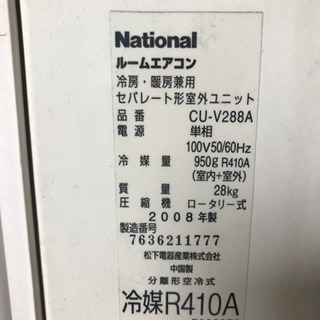 National
ルームエアコン
冷房・暖房兼用
セパレート形室外ユニット
品番 CU-V288A
電源 単相
100V50/60Hz
冷媒量 950g R410A
(室内+室外)
質量 28kg
圧縮機 ロータリー式
2008年製
製造番号
7636211777
松下電器産業株式会社
中国製
分離形空冷式
冷媒R410A